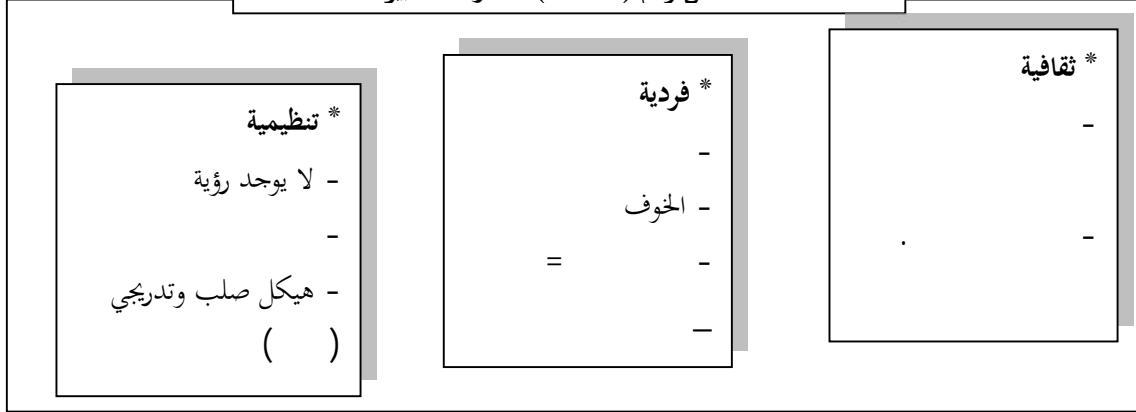 * ثقافية
-
- .
* فردية
-
- الخوف
- =
–
* تنظيمية
- لا يوجد رؤية
-
- هيكل صلب وتدريجي
( )